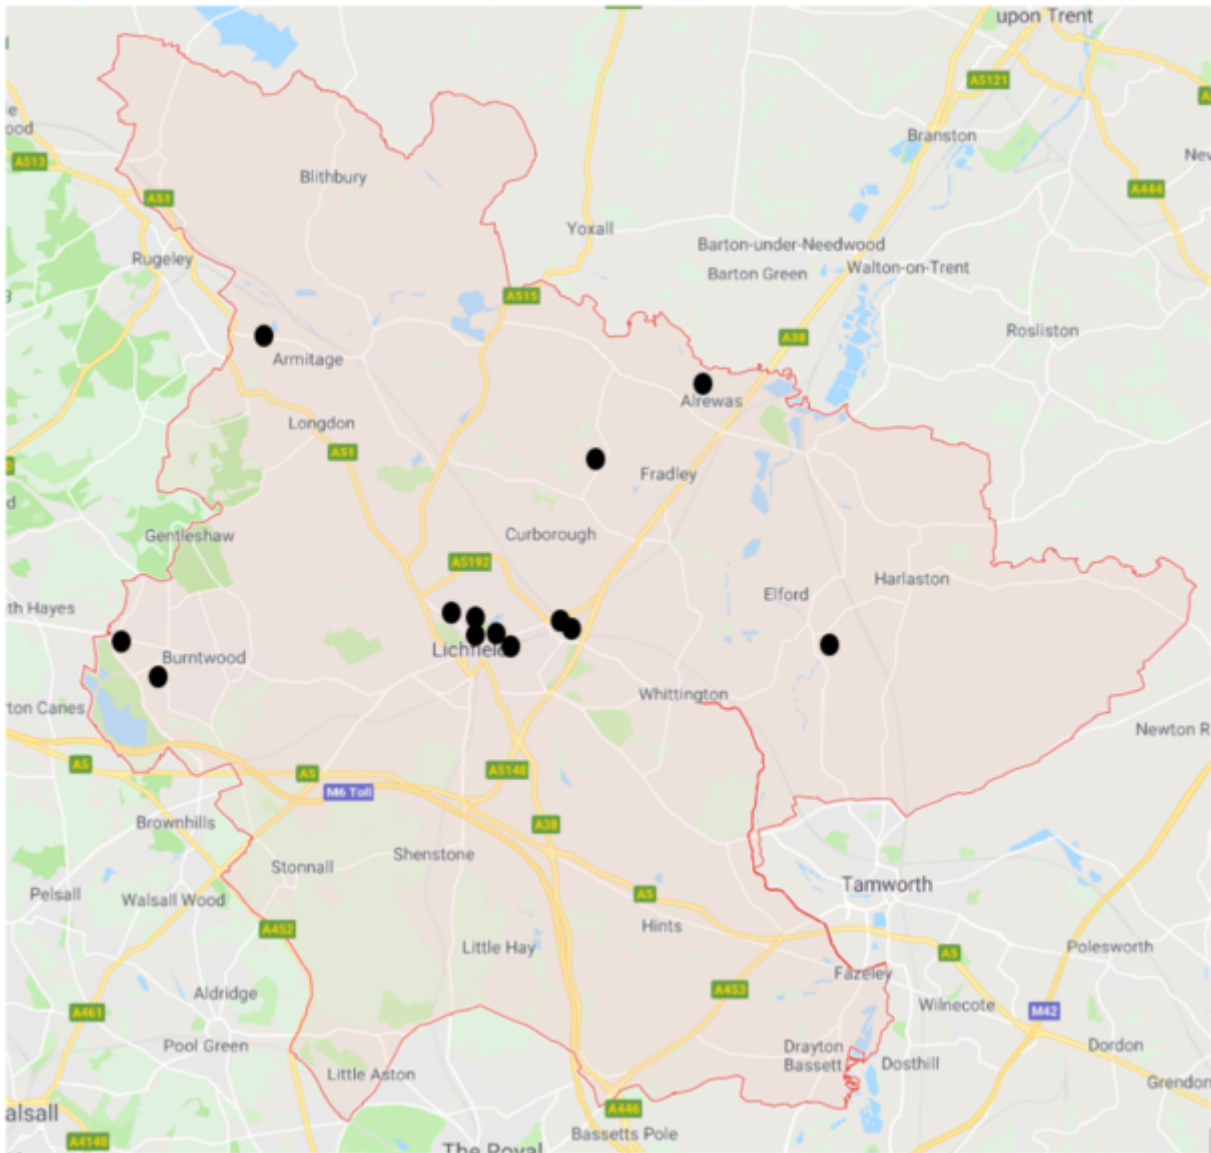 upon Trent
A5121
Branston
A513
A51
Blithbury
A444
Yoxall
Barton-under-Needwood
Rugeley
Barton Green
Walton-on-Trent
A515
Rosliston
A38
Armitage
Alrewas
Longdon
A51
Fradley
Gentleshaw
Curborough
A5192
Harlaston
Elford
th Hayes
Lichfield
Burntwood
Whittington
rton Canes
Newton R
A5
A5
A5148
M6 Toll
Brownhills
A38
Shenstone
Stonnall
Tamworth
Pelsall
A5
Walsall Wood
Hints
A452
Little Hay
Polesworth
A5
Fazeley
Aldridge
A453
Wilnecote
A461
M42
Pool Green
Drayton
Bassett
Dordon
Dosthill
Little Aston
Grendon
alsall
A446
Bassetts Pole
A4148
The Royal